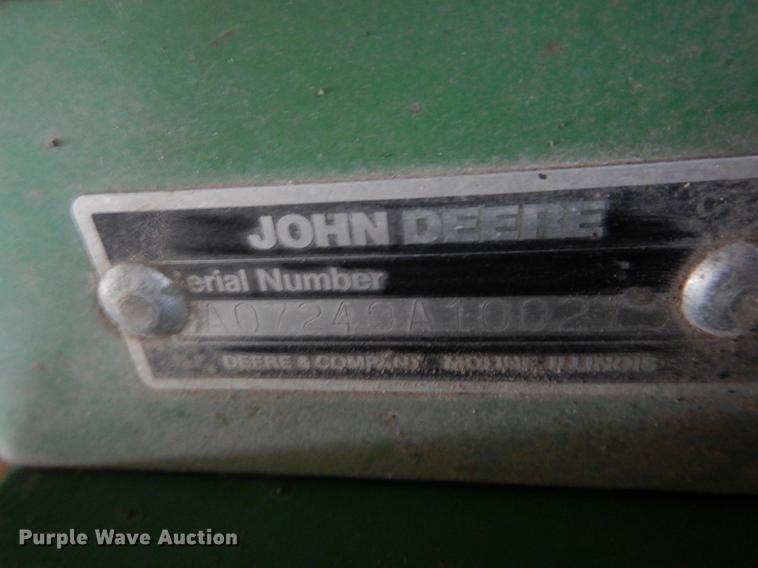 JOHN DEERE
erial Number
DEERE & COMPANY MOLINE, ILLINOIS
Purple Wave Auction